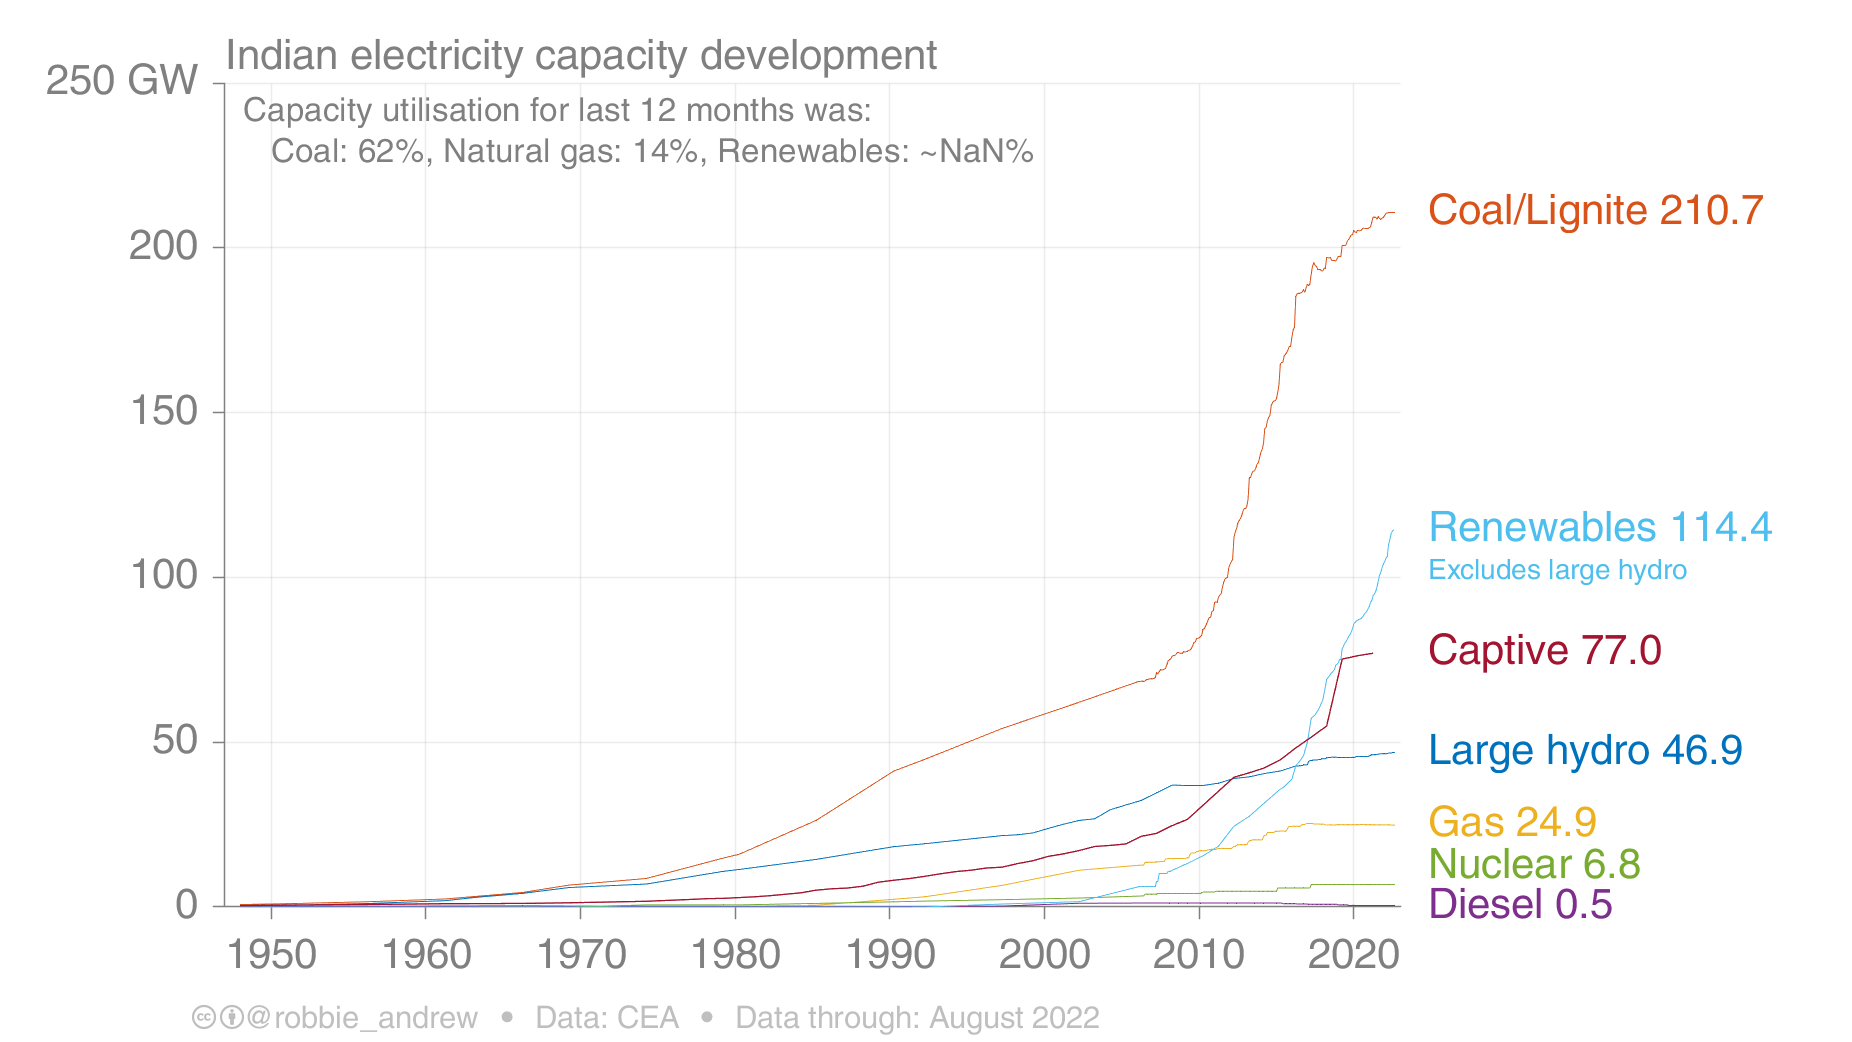 Indian electricity capacity development
250 GW
Capacity utilisation for last 12 months was:
Coal: 62%, Natural gas: 14%, Renewables: ~NaN%
200
150
100
50
0
Coal/Lignite 210.7
Renewables 114.4
Excludes large hydro
Captive 77.0
Large hydro 46.9
Gas 24.9
Nuclear 6.8
Diesel 0.5
1950 1960 1970 1980 1990 2000 2010 2020
@robbie_andrew • Data: CEA • Data through: August 2022